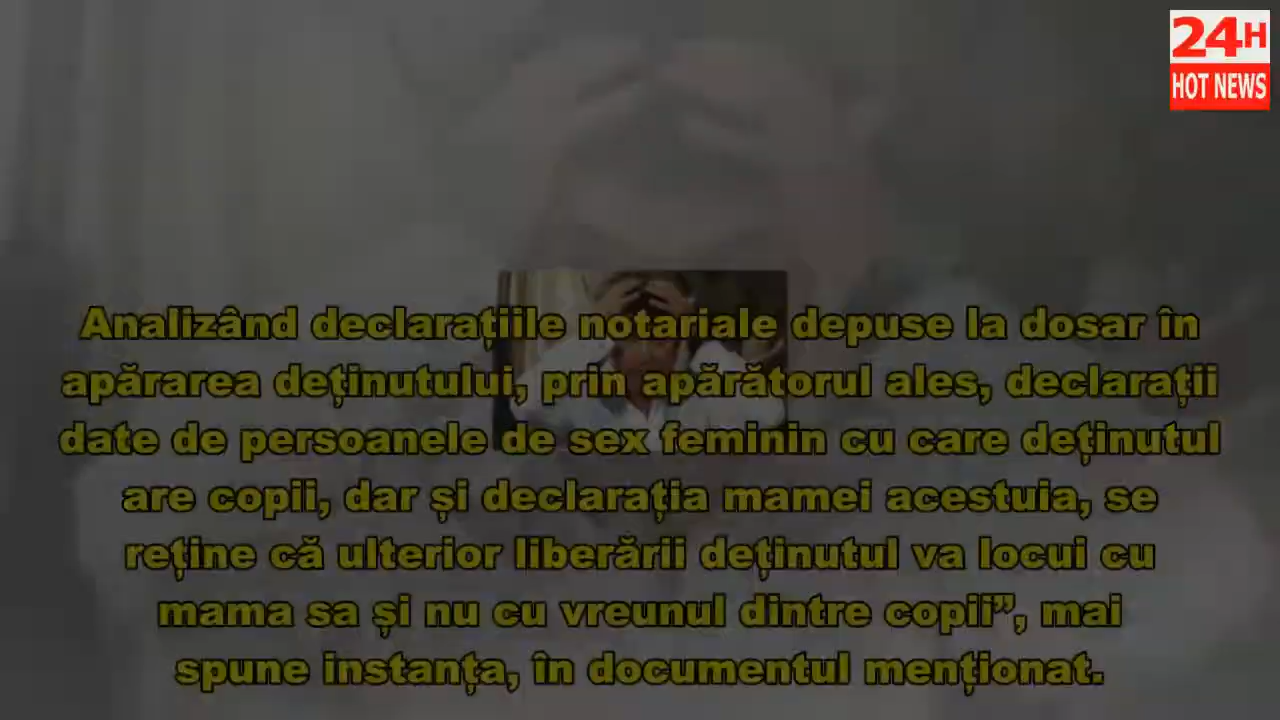 24H
HOT NEWS
Analizând declarațiile notariale depuse la dosar în
apărarea deținutului, prin apărătorul ales, declarații
date de persoanele de sex feminin cu care deținutul
are copii, dar și declarația mamei acestuia, se
reține că ulterior liberării deținutul va locui cu
mama sa și nu cu vreunul dintre copii”, mai
spune instanța, în documentul menționat.